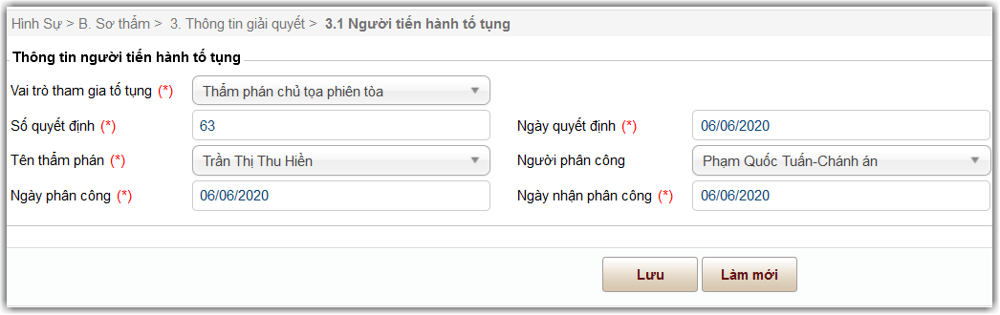 Hình Sự > B. Sơ thẩm > 3. Thông tin giải quyết > 3.1 Người tiến hành tố tụng
Thông tin người tiến hành tố tụng
Vai trò tham gia tố tụng (*) Thẩm phán chủ tọa phiên tòa
Số quyết định (*) 63 Ngày quyết định (*) 06/06/2020
Tên thẩm phán (*) Trần Thị Thu Hiền Người phân công Phạm Quốc Tuấn-Chánh án
Ngày phân công (*) 06/06/2020 Ngày nhận phân công (*) 06/06/2020
Lưu Làm mới